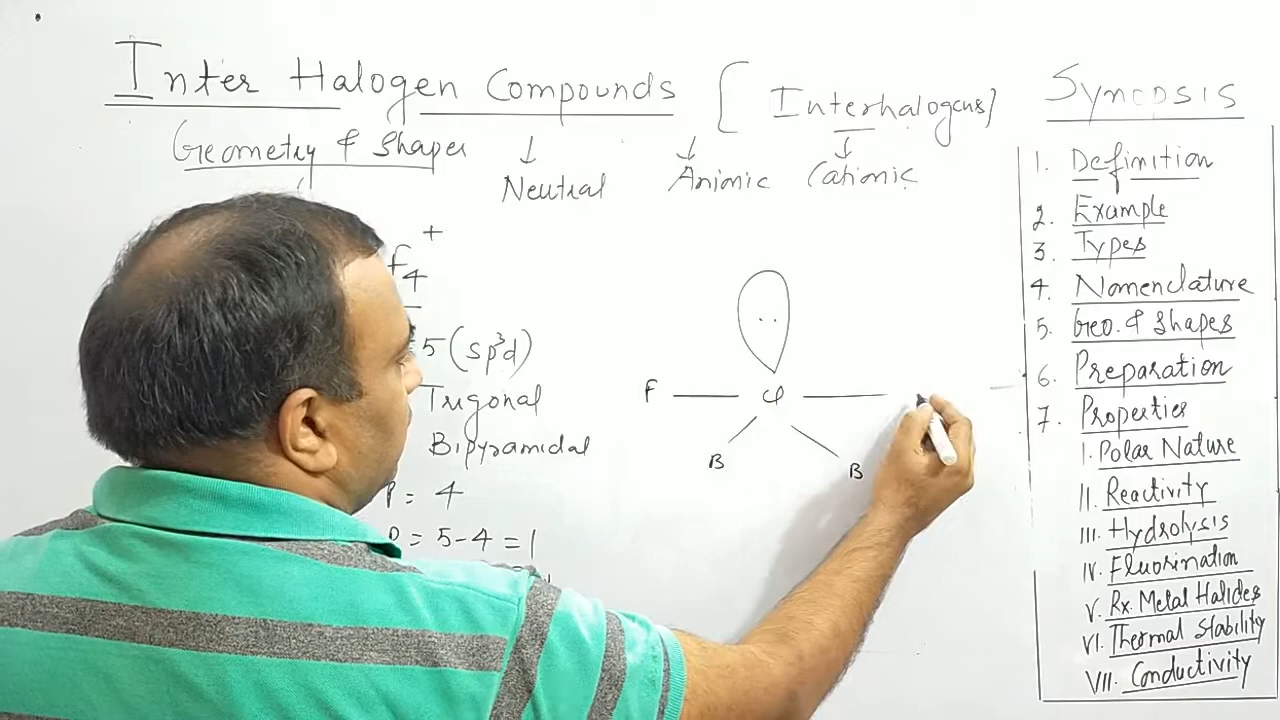 Inter Halogen Compounds [Interhalogens]
Geometry & Shapes
Neutral Anionic Cationic
f4 +
5 (sp3d)
Trigonal
Bipyramidal
P = 4
P = 5-4 = 1
F Cl
B B
Syncpsis
1. Definition
2. Example
3. Types
4. Nomenclature
5. Geo. & Shapes
6. Preparation
7. Properties
I. Polar Nature
II. Reactivity
III. Hydrolysis
IV. Fluorination
V. Rx. Metal Halides
VI. Thermal Stability
VII. Conductivity